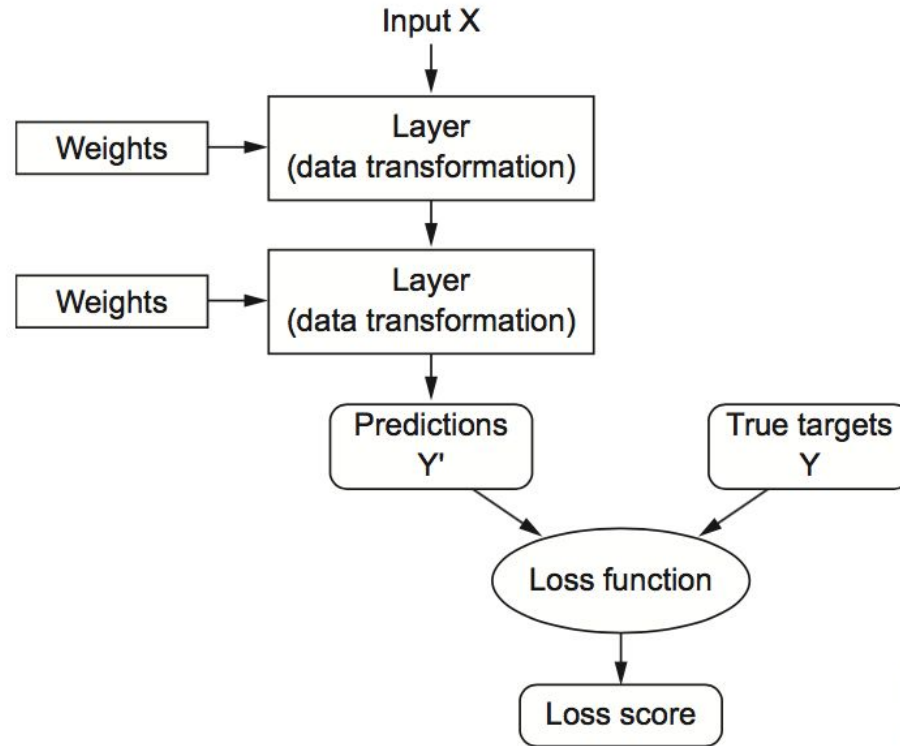 Input X
Weights
Layer
(data transformation)
Weights
Layer
(data transformation)
Predictions
Y'
True targets
Y
Loss function
Loss score